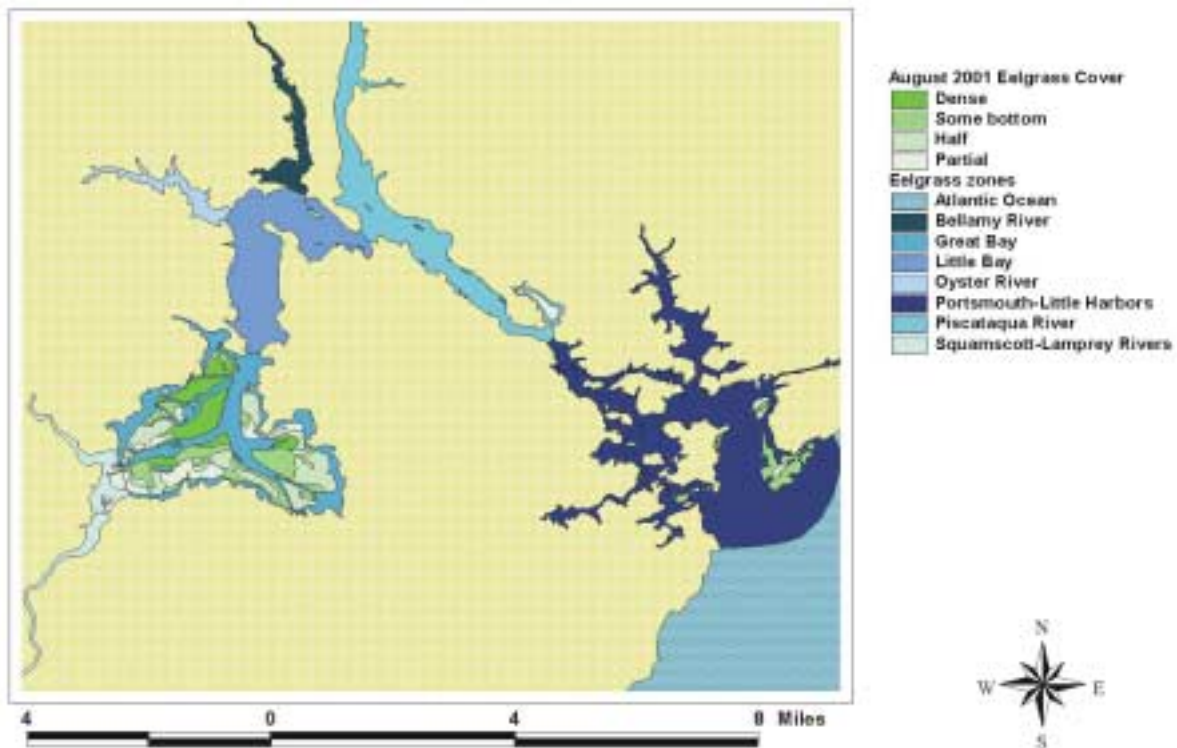 August 2001 Eelgrass Cover
Dense
Some bottom
Half
Partial
Eelgrass zones
Atlantic Ocean
Bellamy River
Great Bay
Little Bay
Oyster River
Portsmouth-Little Harbors
Piscataqua River
Squamscott-Lamprey Rivers
N
W E
S
4 0 4 8 Miles